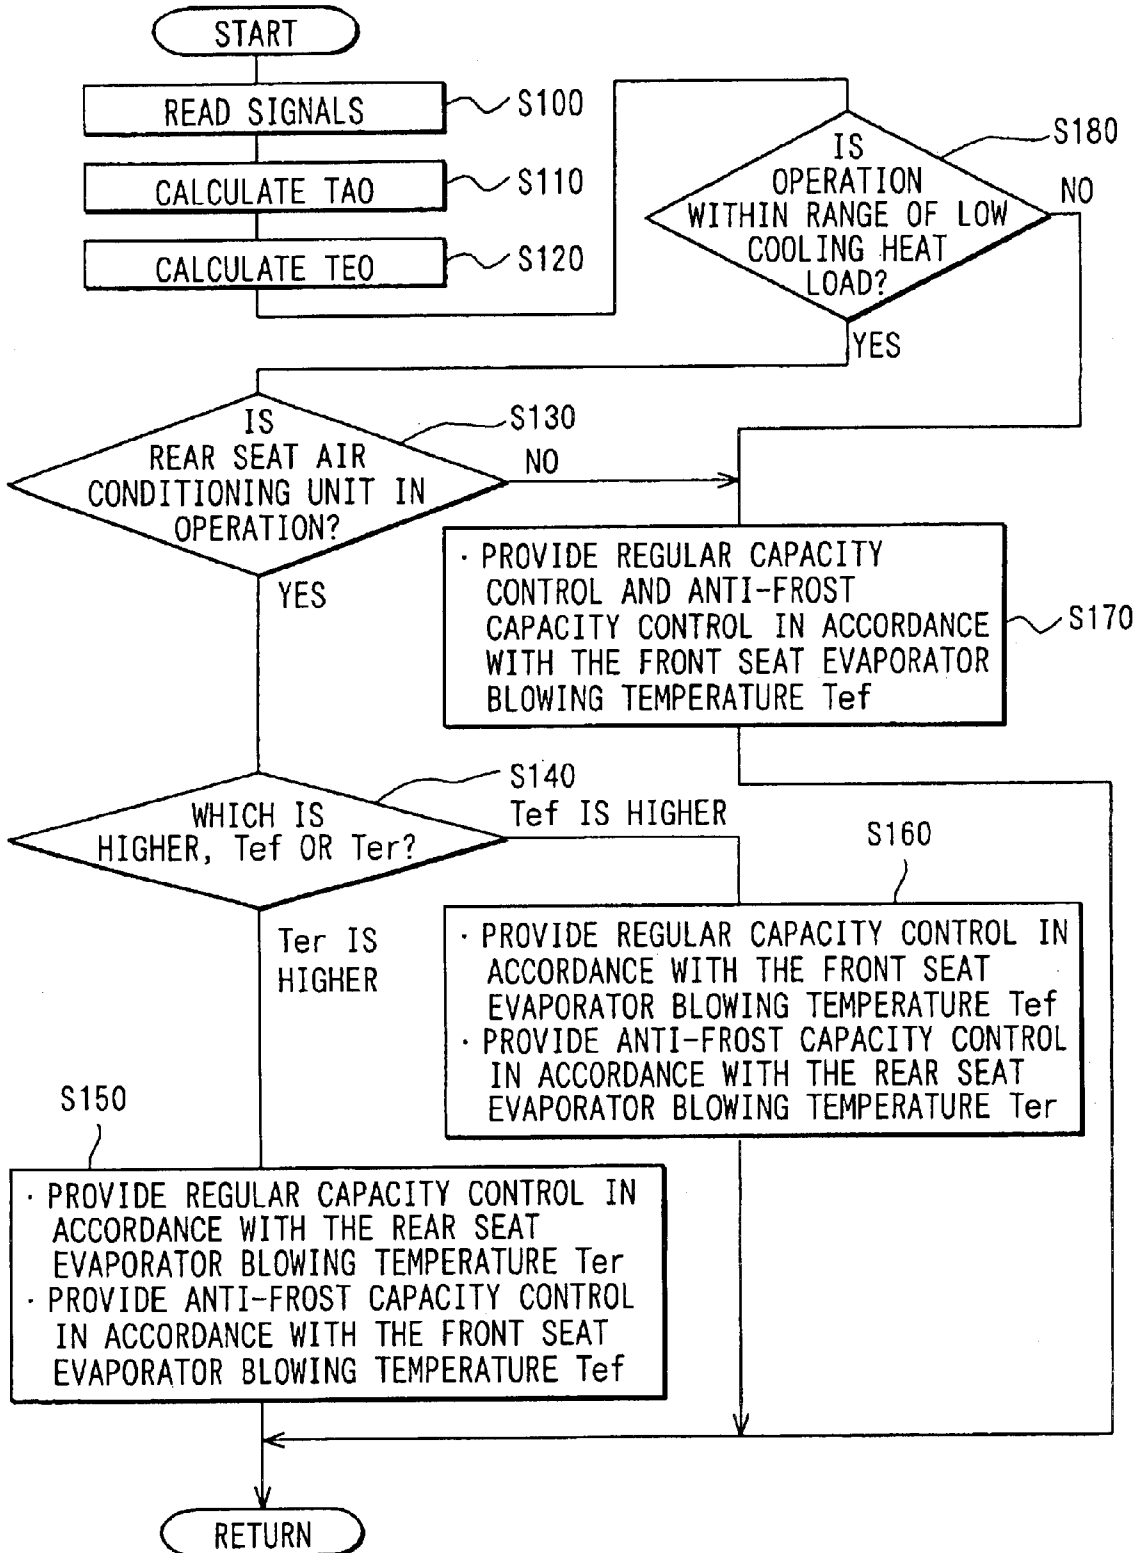 START
READ SIGNALS
S100
CALCULATE TAO
S110
CALCULATE TEO
S120
IS
OPERATION
WITHIN RANGE OF LOW
COOLING HEAT
LOAD?
S180
NO
YES
IS
REAR SEAT AIR
CONDITIONING UNIT IN
OPERATION?
S130
NO
YES
· PROVIDE REGULAR CAPACITY
CONTROL AND ANTI-FROST
CAPACITY CONTROL IN ACCORDANCE
WITH THE FRONT SEAT EVAPORATOR
BLOWING TEMPERATURE Tef
S170
WHICH IS
HIGHER, Tef OR Ter?
S140
Tef IS HIGHER
Ter IS
HIGHER
S160
· PROVIDE REGULAR CAPACITY CONTROL IN
ACCORDANCE WITH THE FRONT SEAT
EVAPORATOR BLOWING TEMPERATURE Tef
· PROVIDE ANTI-FROST CAPACITY CONTROL
IN ACCORDANCE WITH THE REAR SEAT
EVAPORATOR BLOWING TEMPERATURE Ter
S150
· PROVIDE REGULAR CAPACITY CONTROL IN
ACCORDANCE WITH THE REAR SEAT
EVAPORATOR BLOWING TEMPERATURE Ter
· PROVIDE ANTI-FROST CAPACITY CONTROL
IN ACCORDANCE WITH THE FRONT SEAT
EVAPORATOR BLOWING TEMPERATURE Tef
RETURN